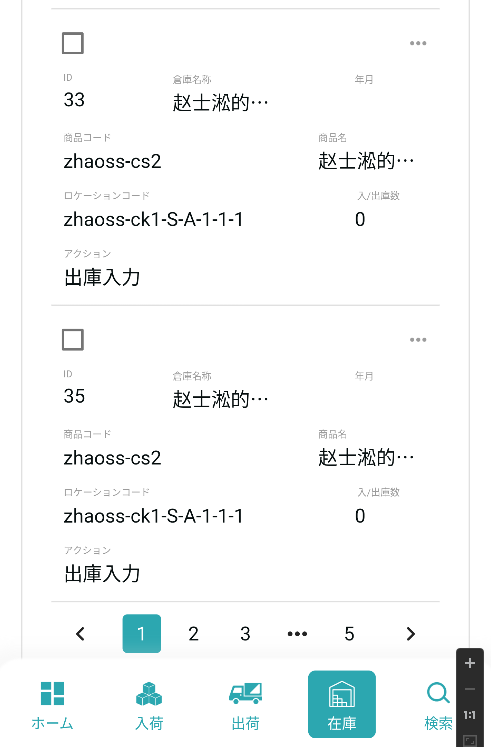 ID
倉庫名称
年月
33
赵士淞的…
商品コード
商品名
zhaoss-cs2
赵士淞的…
ロケーションコード
入/出庫数
zhaoss-ck1-S-A-1-1-1
0
アクション
出庫入力
ID
倉庫名称
年月
35
赵士淞的…
商品コード
商品名
zhaoss-cs2
赵士淞的…
ロケーションコード
入/出庫数
zhaoss-ck1-S-A-1-1-1
0
アクション
出庫入力
1 2 3 ••• 5
1:1
ホーム 入荷 出荷 在庫 検索